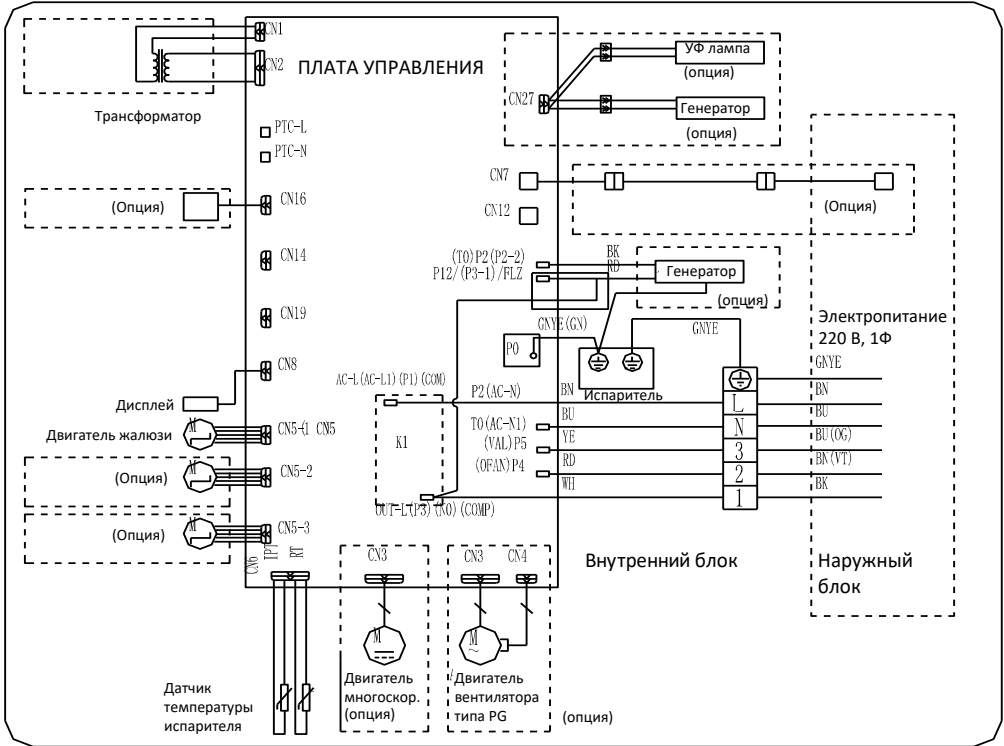 CN1
CN2
ПЛАТА УПРАВЛЕНИЯ
Трансформатор
УФ лампа
(опция)
CN27
Генератор
(опция)
PTC-L
PTC-N
CN7
(Опция)
CN16
(Опция)
CN12
CN14
(TO)P2(P2-2)
BK
P12/(P3-1)/FLZ
RD
Генератор
(опция)
CN19
GNYE(GN)
GNYE
P0
Испаритель
Электропитание
220 В, 1Ф
CN8
Дисплей
AC-L(AC-L1)(P1)(COM)
P2(AC-N)
BN
BU
K1
TO(AC-N1)
YE
(VAL)P5
RD
(OFAN)P4
WH
OUT-L(P3)(NO)(COMP)
L
N
3
2
1
GNYE
BN
BU
BU(OG)
BK(VT)
BK
Двигатель жалюзи
M
CN5-1 CN5
(Опция)
M
CN5-2
(Опция)
M
CN5-3
CN6
IPT
RT
CN3
CN3
CN4
Внутренний блок
Наружный
блок
M
M
~
Датчик
температуры
испарителя
Двигатель
многоскор.
(опция)
Двигатель
вентилятора
типа PG
(опция)